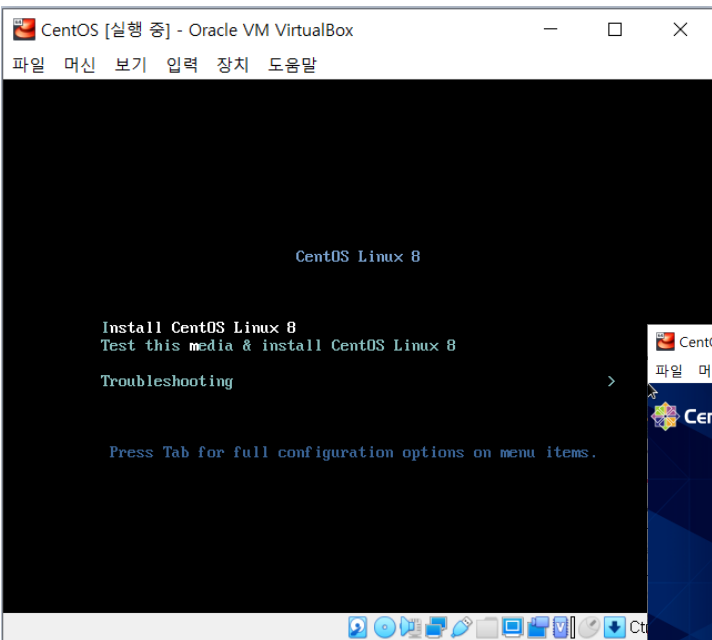 CentOS [실행 중] - Oracle VM VirtualBox
파일 머신 보기 입력 장치 도움말
CentOS Linux 8
Install CentOS Linux 8
Test this media & install CentOS Linux 8
Troubleshooting >
Press Tab for full configuration options on menu items.
파일